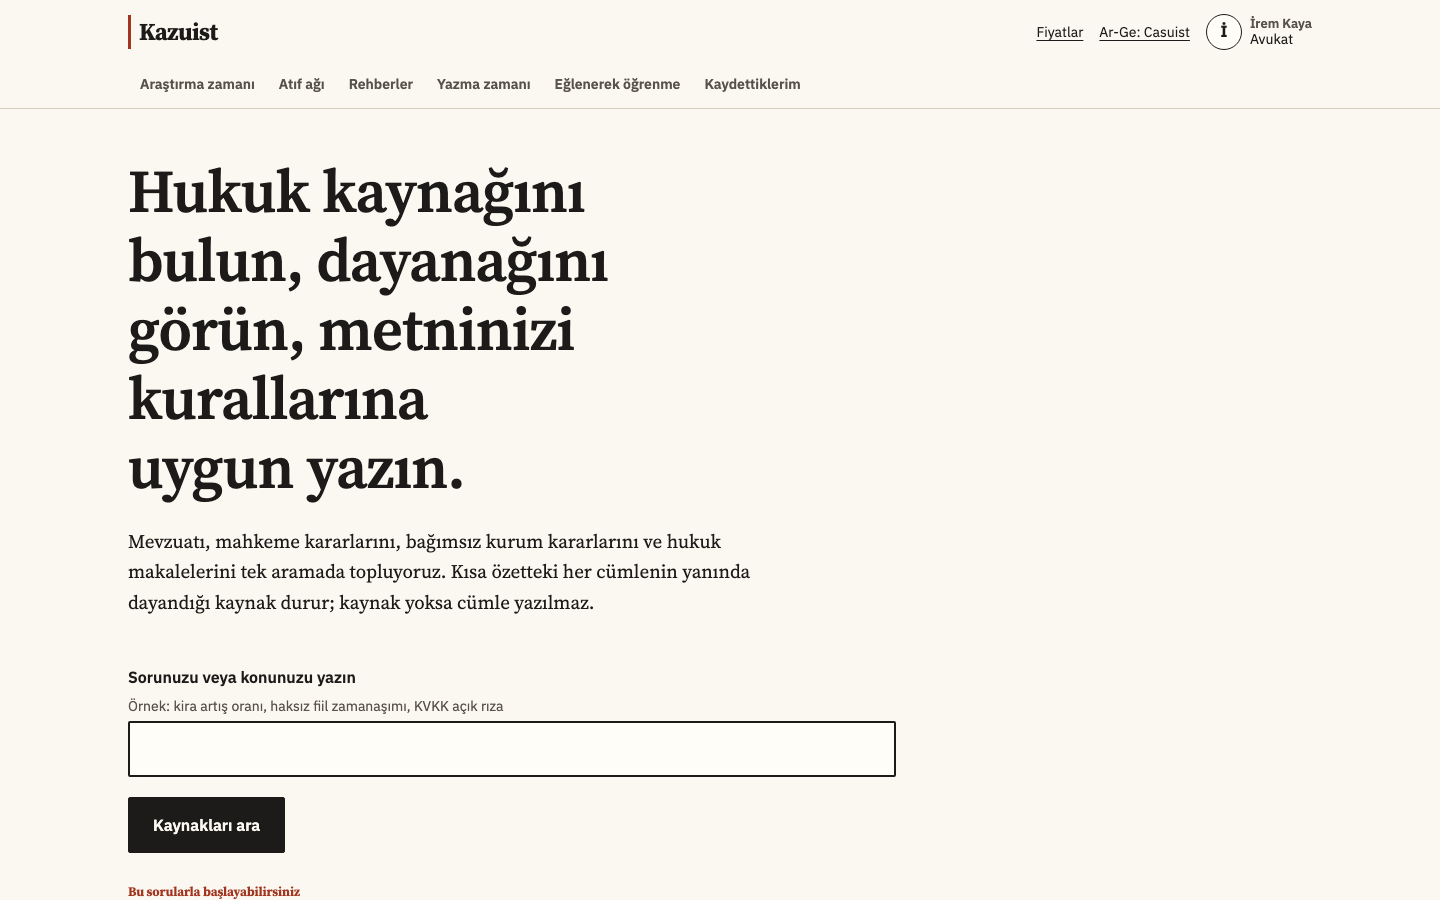 Kazuist
Fiyatlar
Ar-Ge: Casuist
İ
İrem Kaya
Avukat
Araştırma zamanı
Atıf ağı
Rehberler
Yazma zamanı
Eğlenerek öğrenme
Kaydettiklerim
Hukuk kaynağını
bulun, dayanağını
görün, metninizi
kurallarına
uygun yazın.
Mevzuatı, mahkeme kararlarını, bağımsız kurum kararlarını ve hukuk
makalelerini tek aramada topluyoruz. Kısa özetteki her cümlenin yanında
dayandığı kaynak durur; kaynak yoksa cümle yazılmaz.
Sorunuzu veya konunuzu yazın
Örnek: kira artış oranı, haksız fiil zamanaşımı, KVKK açık rıza
Kaynakları ara
Bu sorularla başlayabilirsiniz